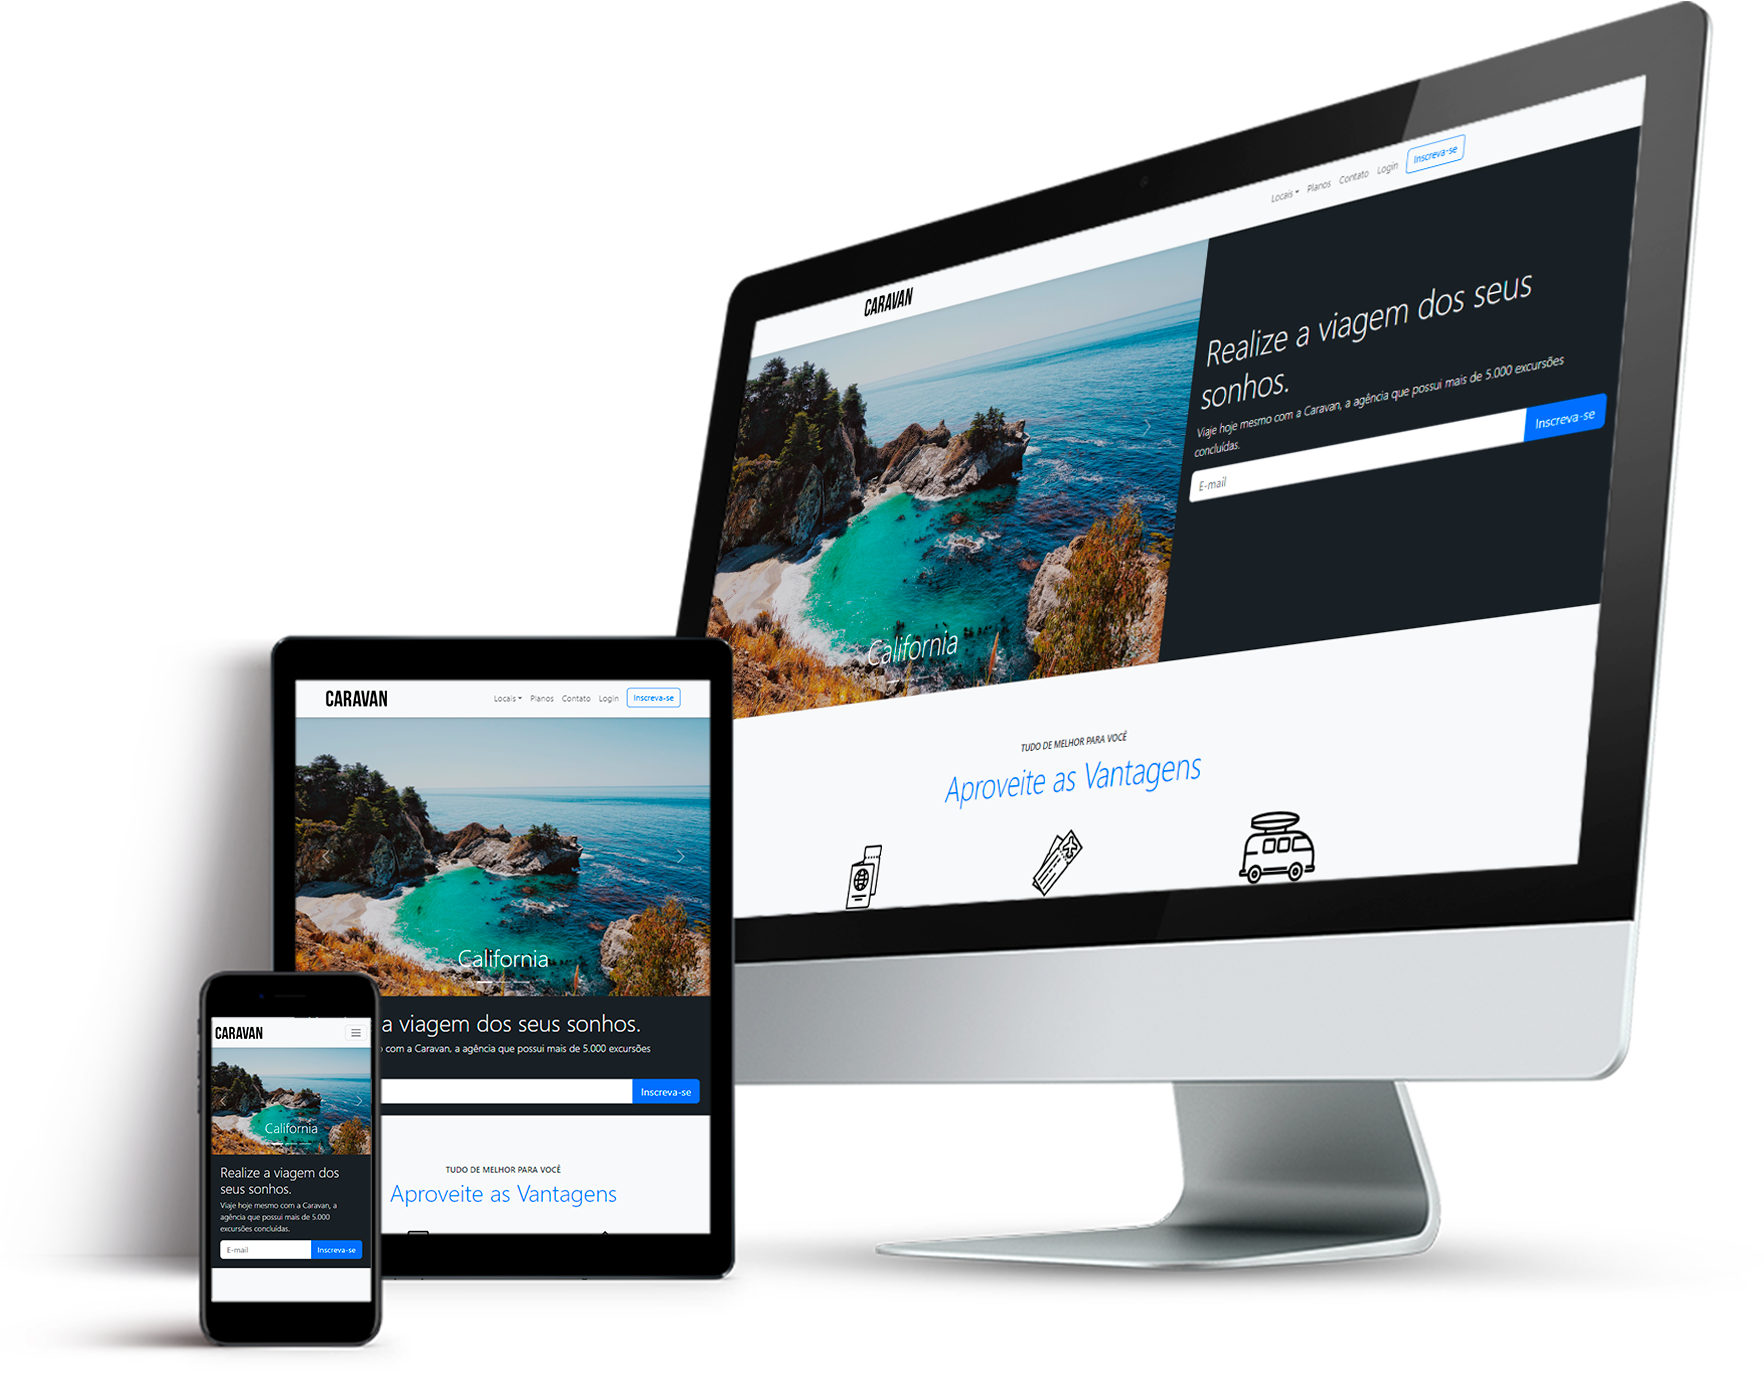 CARAVAN
Locais Planos Contato Login Inscreva-se
Realize a viagem dos seus
sonhos.
Viaje hoje mesmo com a Caravan, a agência que possui mais de 5.000 excursões
concluídas.
E-mail Inscreva-se
California
TUDO DE MELHOR PARA VOCÊ
Aproveite as Vantagens
CARAVAN
Locais Planos Contato Login Inscreva-se
California
a viagem dos seus sonhos.
com a Caravan, a agência que possui mais de 5.000 excursões
Inscreva-se
TUDO DE MELHOR PARA VOCÊ
Aproveite as Vantagens
CARAVAN
California
Realize a viagem dos
seus sonhos.
Viaje hoje mesmo com a Caravan, a
agência que possui mais de 5.000
excursões concluídas.
E-mail Inscreva-se